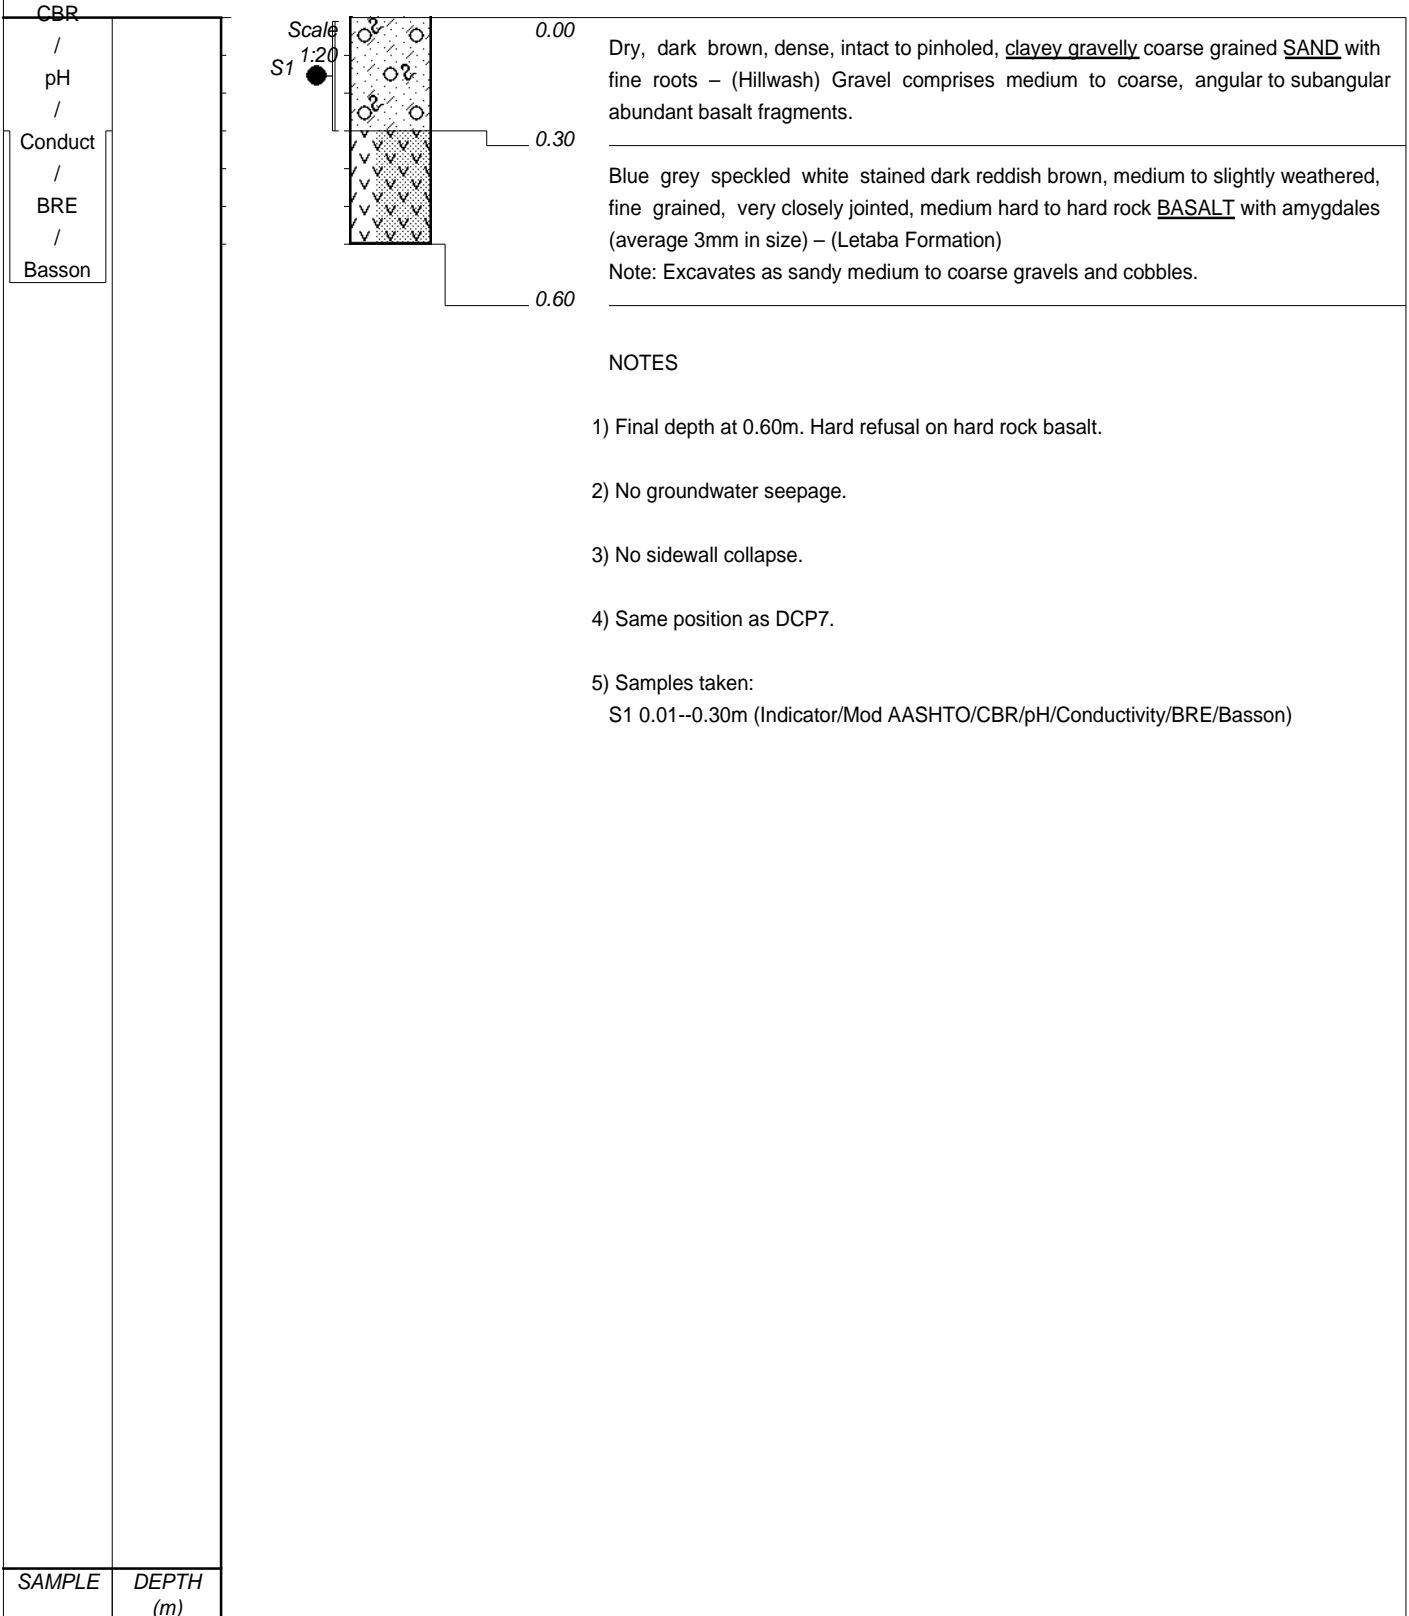 CBR
/
pH
/
Conduct
/
BRE
/
Basson
Scale
1:20
S1
0.00
Dry, dark brown, dense, intact to pinholed, clayey gravelly coarse grained SAND with
fine roots – (Hillwash) Gravel comprises medium to coarse, angular to subangular
abundant basalt fragments.
0.30
Blue grey speckled white stained dark reddish brown, medium to slightly weathered,
fine grained, very closely jointed, medium hard to hard rock BASALT with amygdales
(average 3mm in size) – (Letaba Formation)
Note: Excavates as sandy medium to coarse gravels and cobbles.
0.60
NOTES
1) Final depth at 0.60m. Hard refusal on hard rock basalt.
2) No groundwater seepage.
3) No sidewall collapse.
4) Same position as DCP7.
5) Samples taken:
S1 0.01--0.30m (Indicator/Mod AASHTO/CBR/pH/Conductivity/BRE/Basson)
SAMPLE
DEPTH
(m)